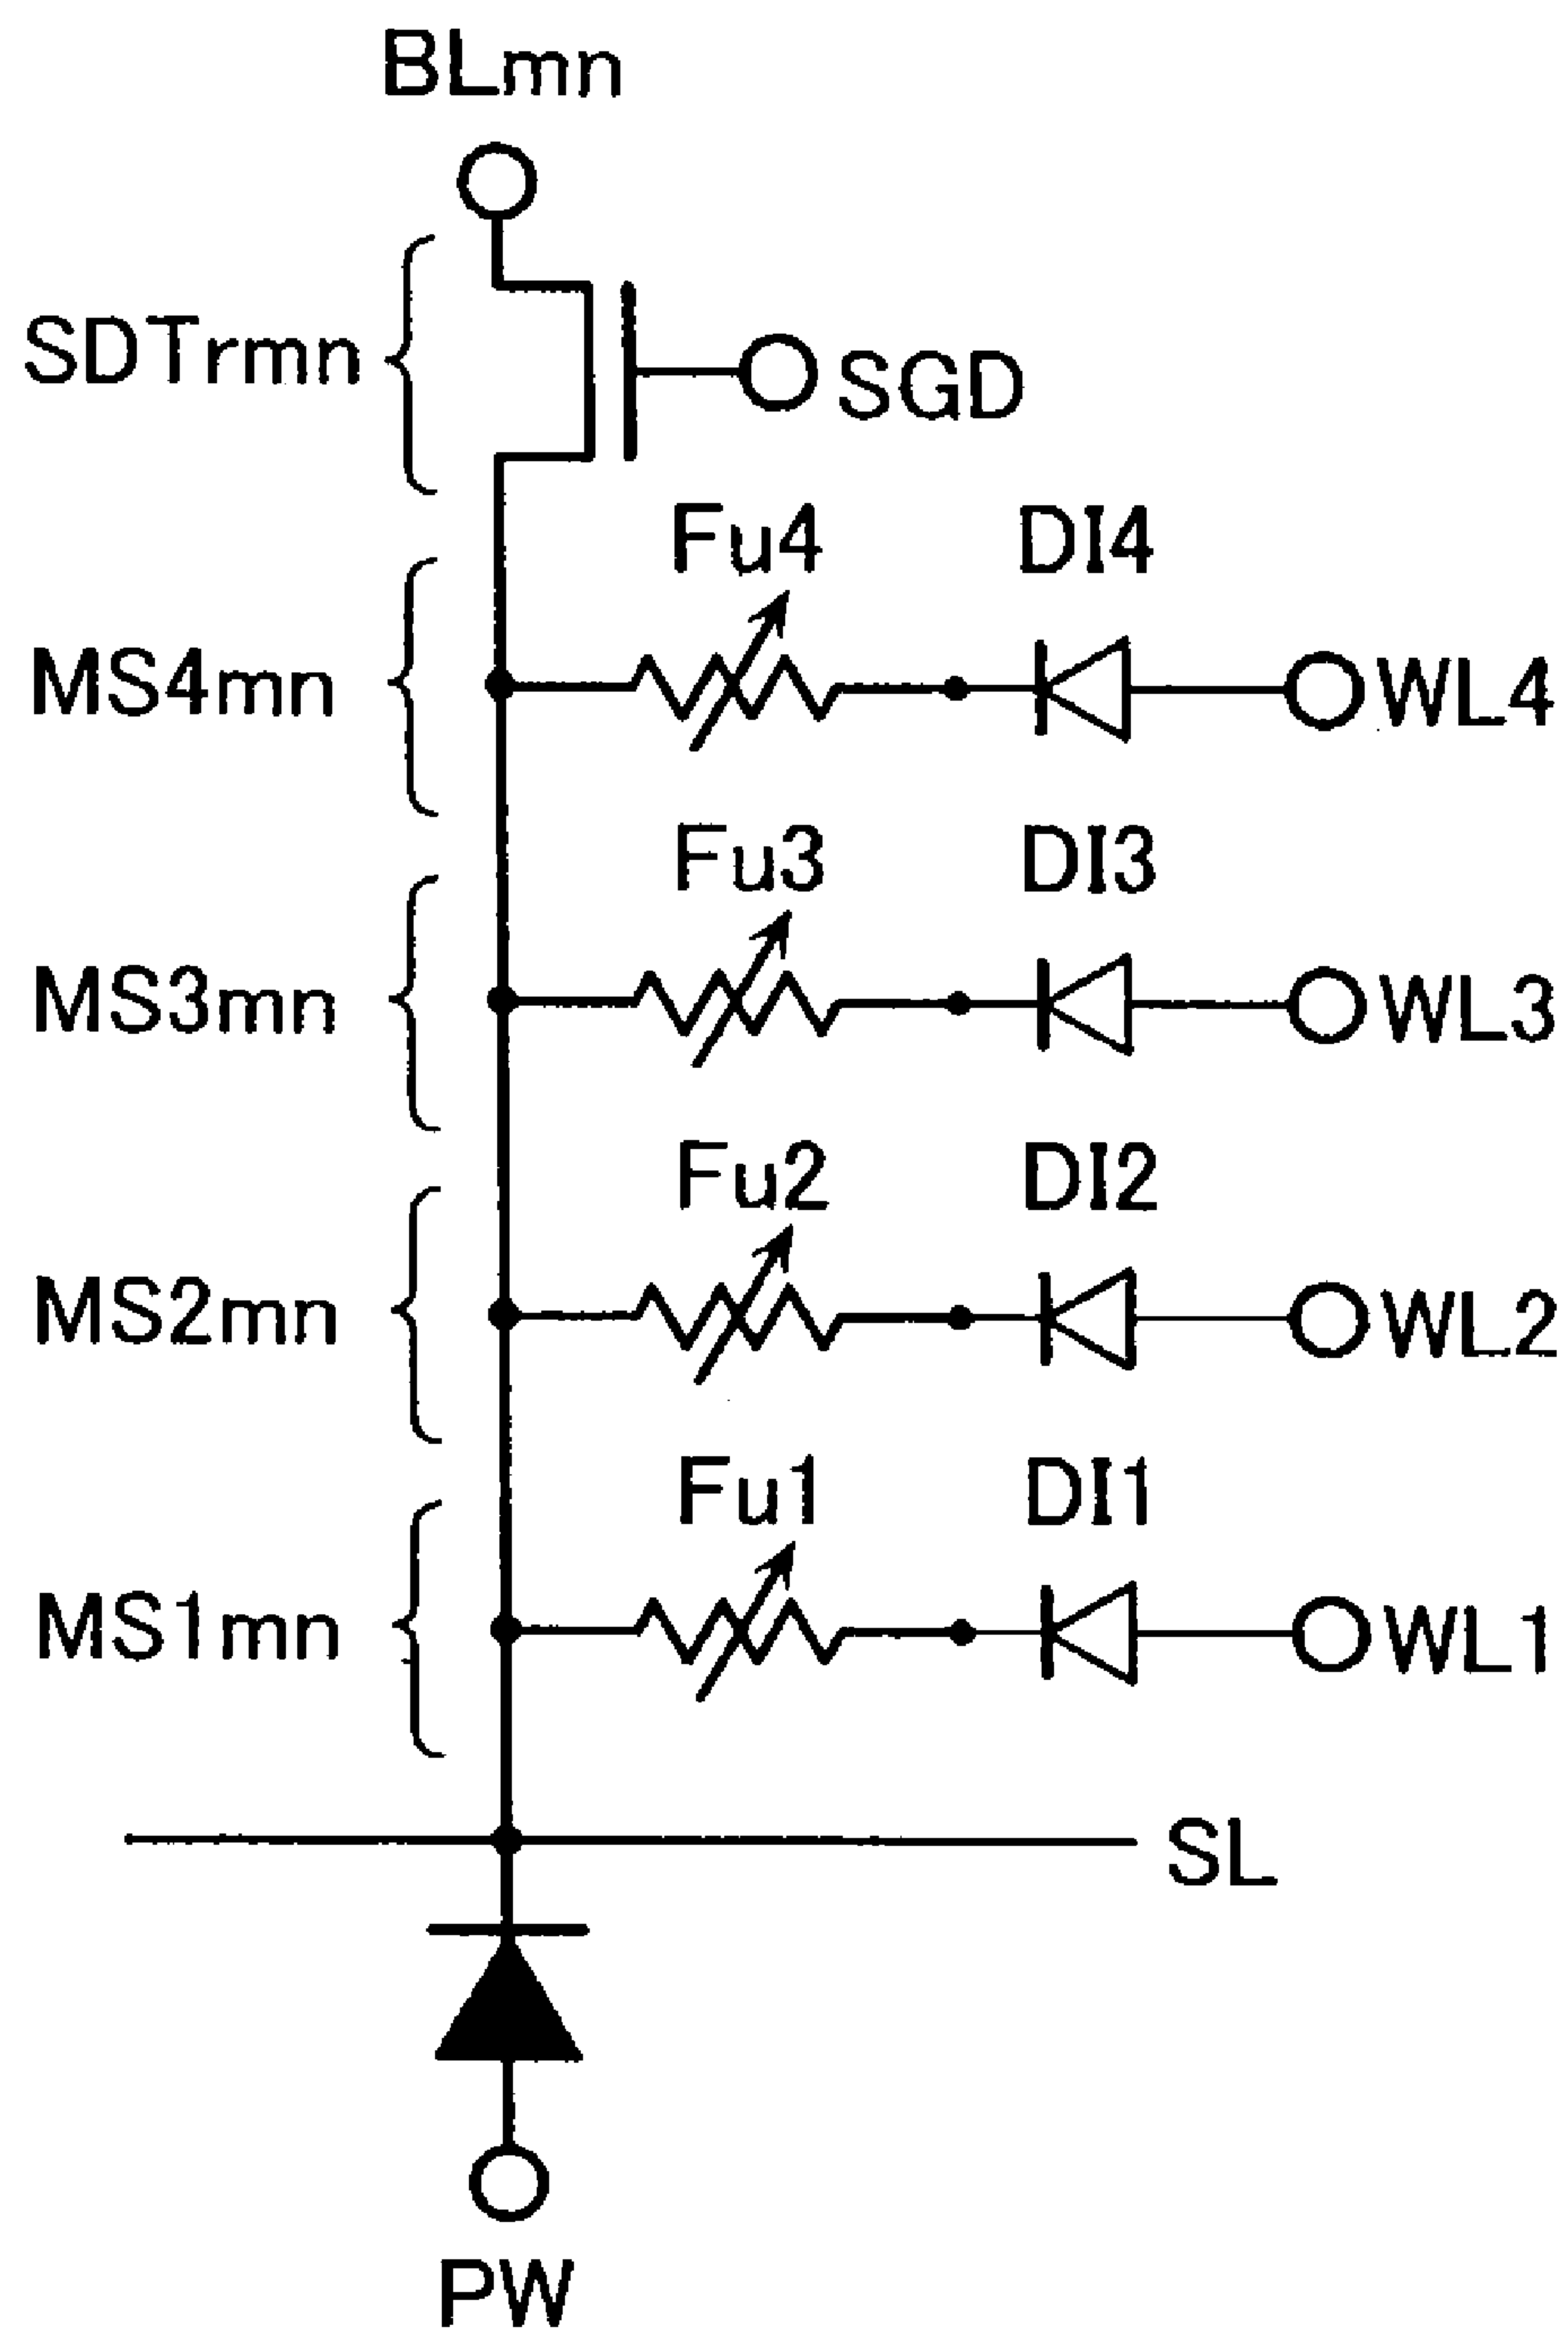 BLmn
SDTrmn
SGD
Fu4 DI4
MS4mn WL4
Fu3 DI3
MS3mn WL3
Fu2 DI2
MS2mn WL2
Fu1 DI1
MS1mn WL1
SL
PW